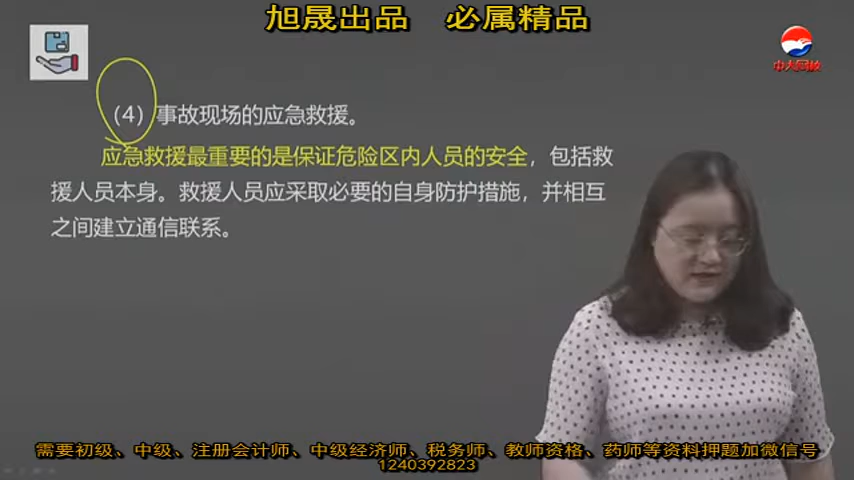 旭晟出品 必属精品
中大网校
（4）事故现场的应急救援。
应急救援最重要的是保证危险区内人员的安全，包括救
援人员本身。救援人员应采取必要的自身防护措施，并相互
之间建立通信联系。
需要初级、中级、注册会计师、中级经济师、税务师、教师资格、药师等资料押题加微信号
1240392823